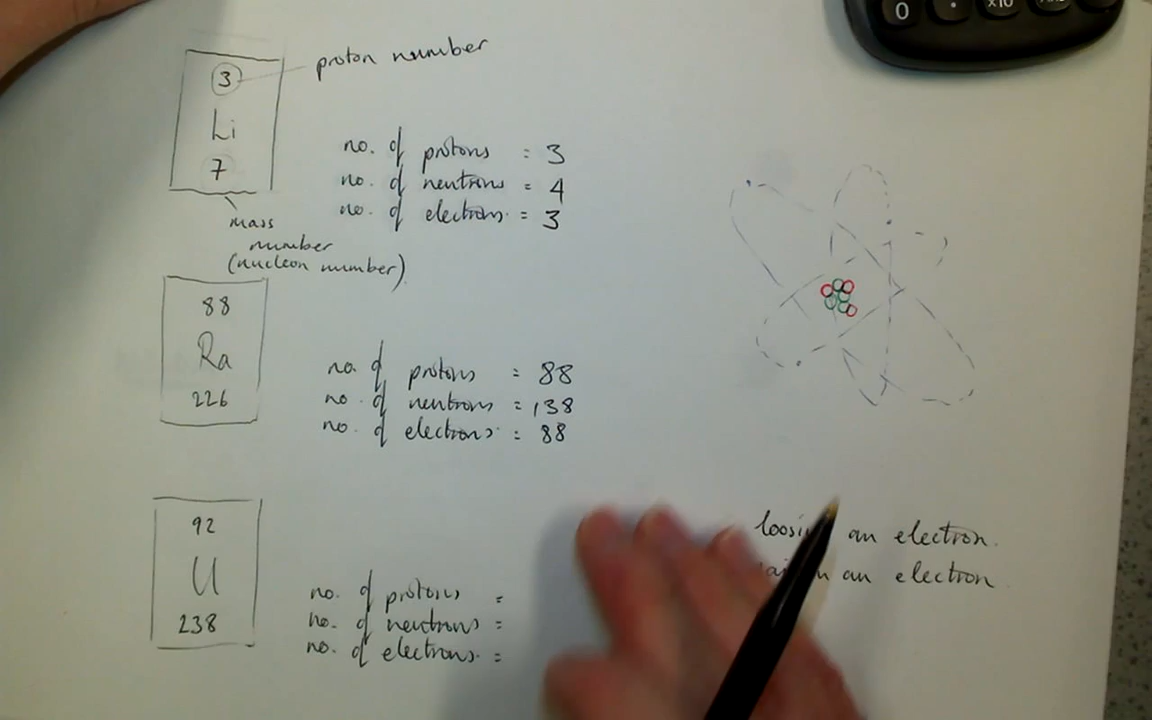 0 . ×10
3 proton number
Li
7
mass
number
(nucleon number)
no. of protons : 3
no. of neutrons = 4
no. of electrons = 3
88
Ra
226
no. of protons = 88
no. of neutrons = 138
no. of electrons = 88
92
U
238
no. of protons =
no. of neutrons =
no. of electrons =
an electron.
an electron